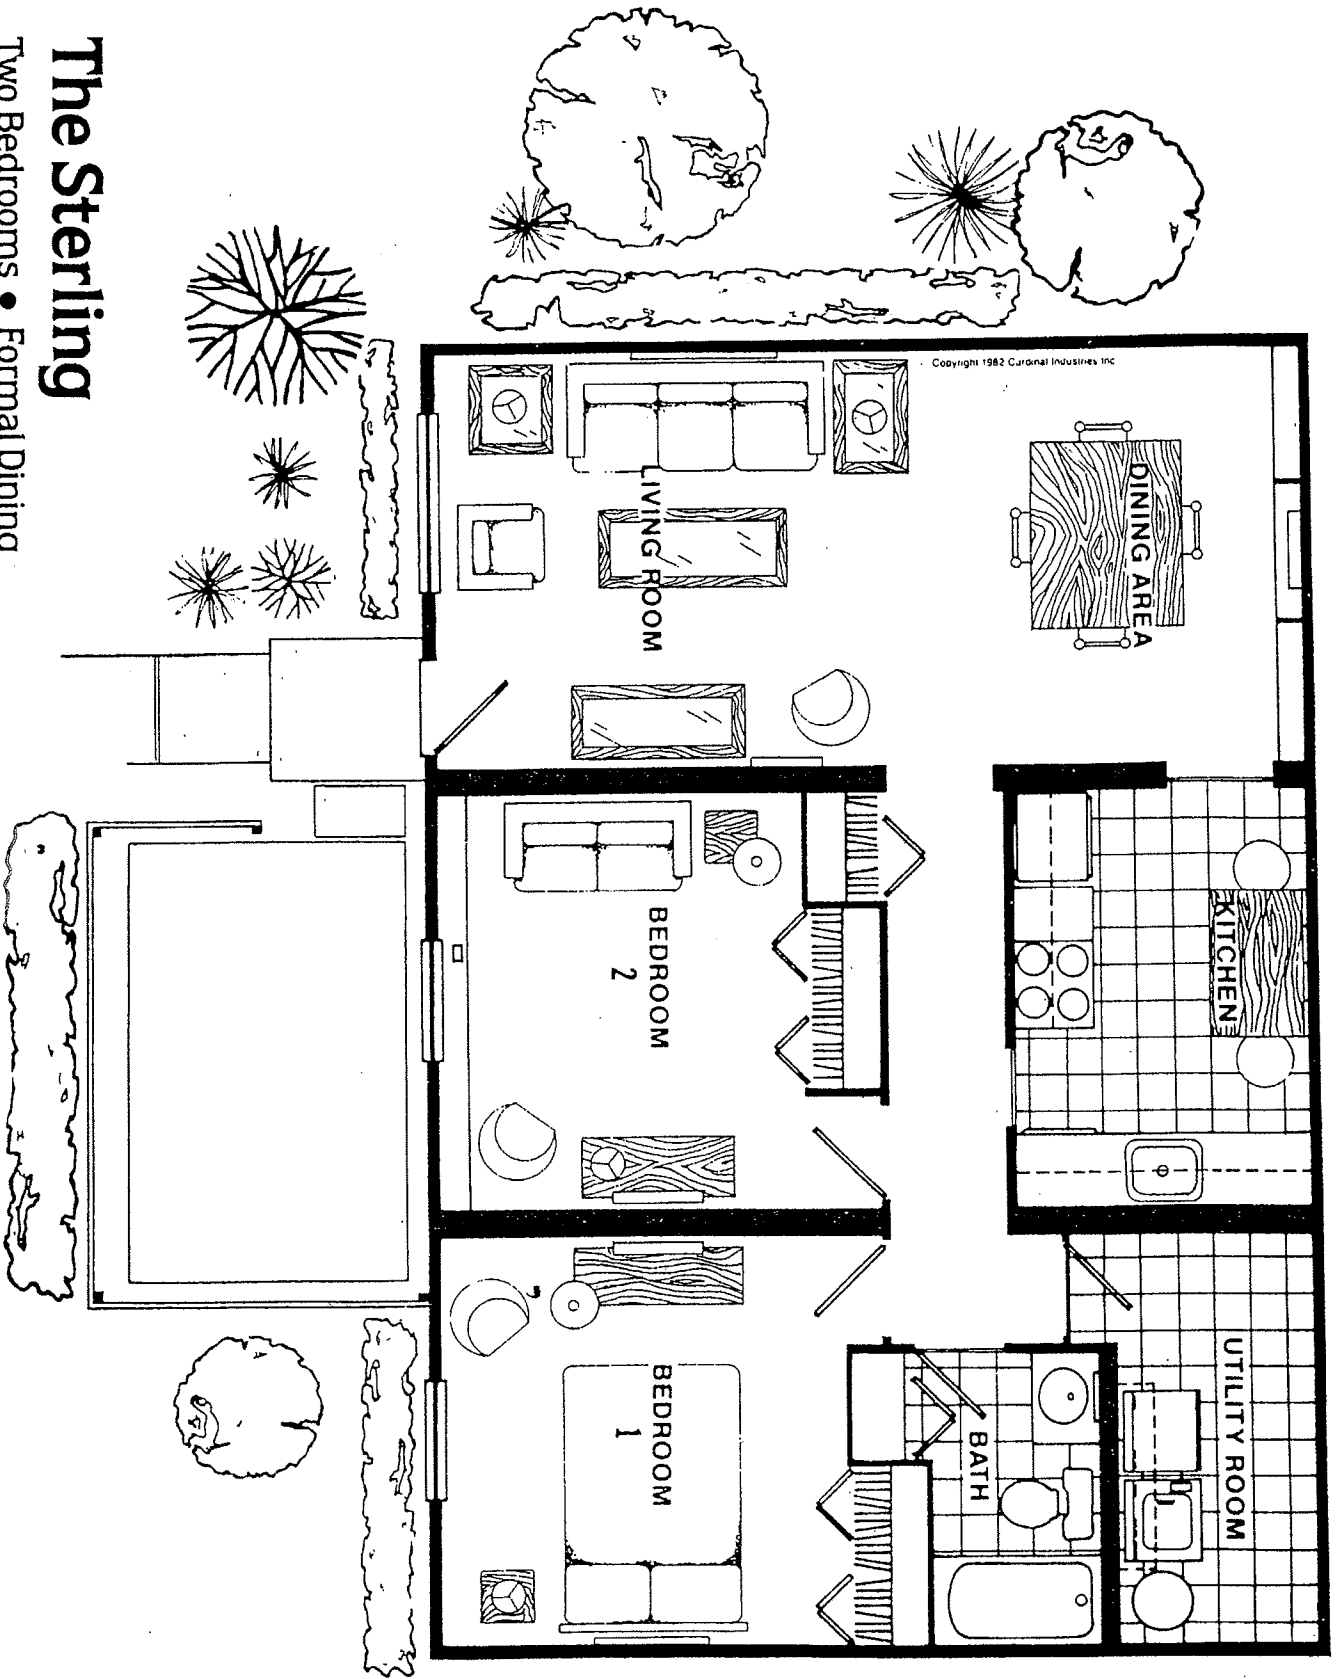 The Sterling
Two Bedrooms • Formal Dining
Copyright 1982 Cardinal Industries Inc
DINING AREA
LIVING ROOM
KITCHEN
BEDROOM
2
UTILITY ROOM
BATH
BEDROOM
1